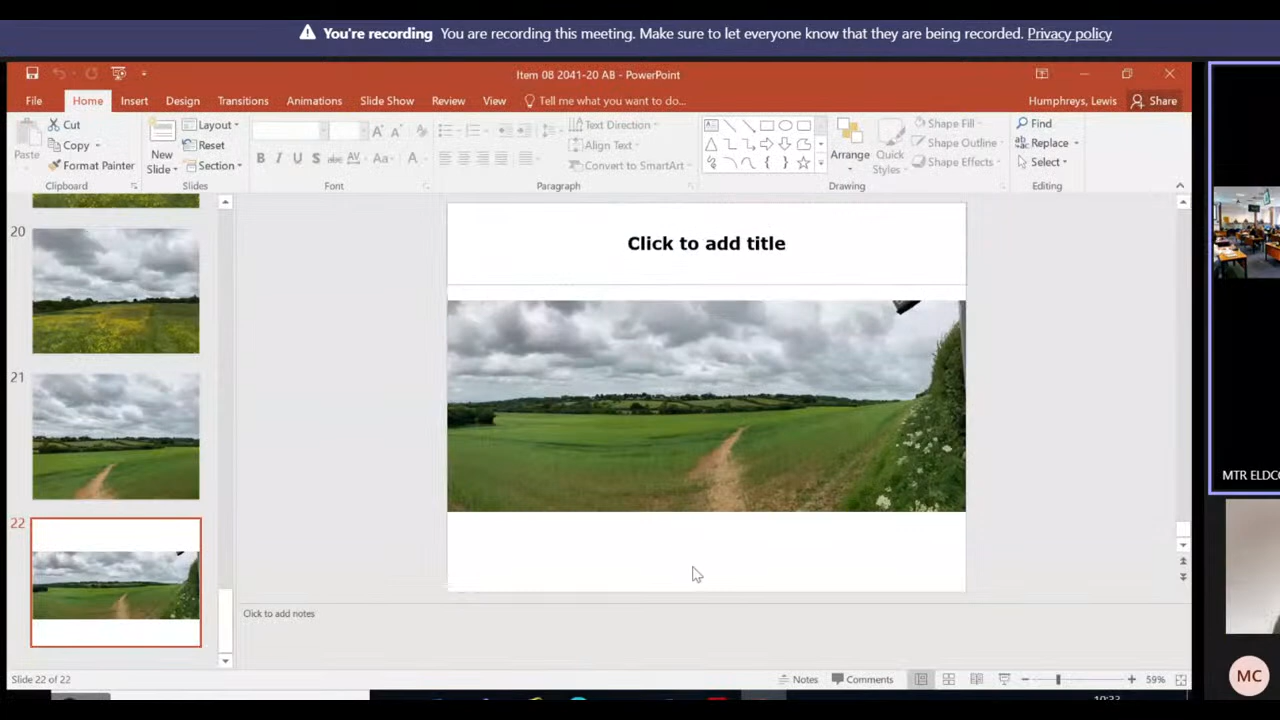 You're recording You are recording this meeting. Make sure to let everyone know that they are being recorded. Privacy policy
Item 08 2041-20 AB - PowerPoint
File Home Insert Design Transitions Animations Slide Show Review View Tell me what you want to do... Humphreys, Lewis Share
Paste
Cut
Copy
Format Painter
Clipboard
New
Slide
Layout
Reset
Section
Slides
B I U S abc AV Aa A
Font
Text Direction
Align Text
Convert to SmartArt
Paragraph
Arrange
Quick
Styles
Shape Fill
Shape Outline
Shape Effects
Drawing
Find
Replace
Select
Editing
20
21
22
Click to add title
Click to add notes
MTR ELDC
MC
Slide 22 of 22
Notes Comments 59%